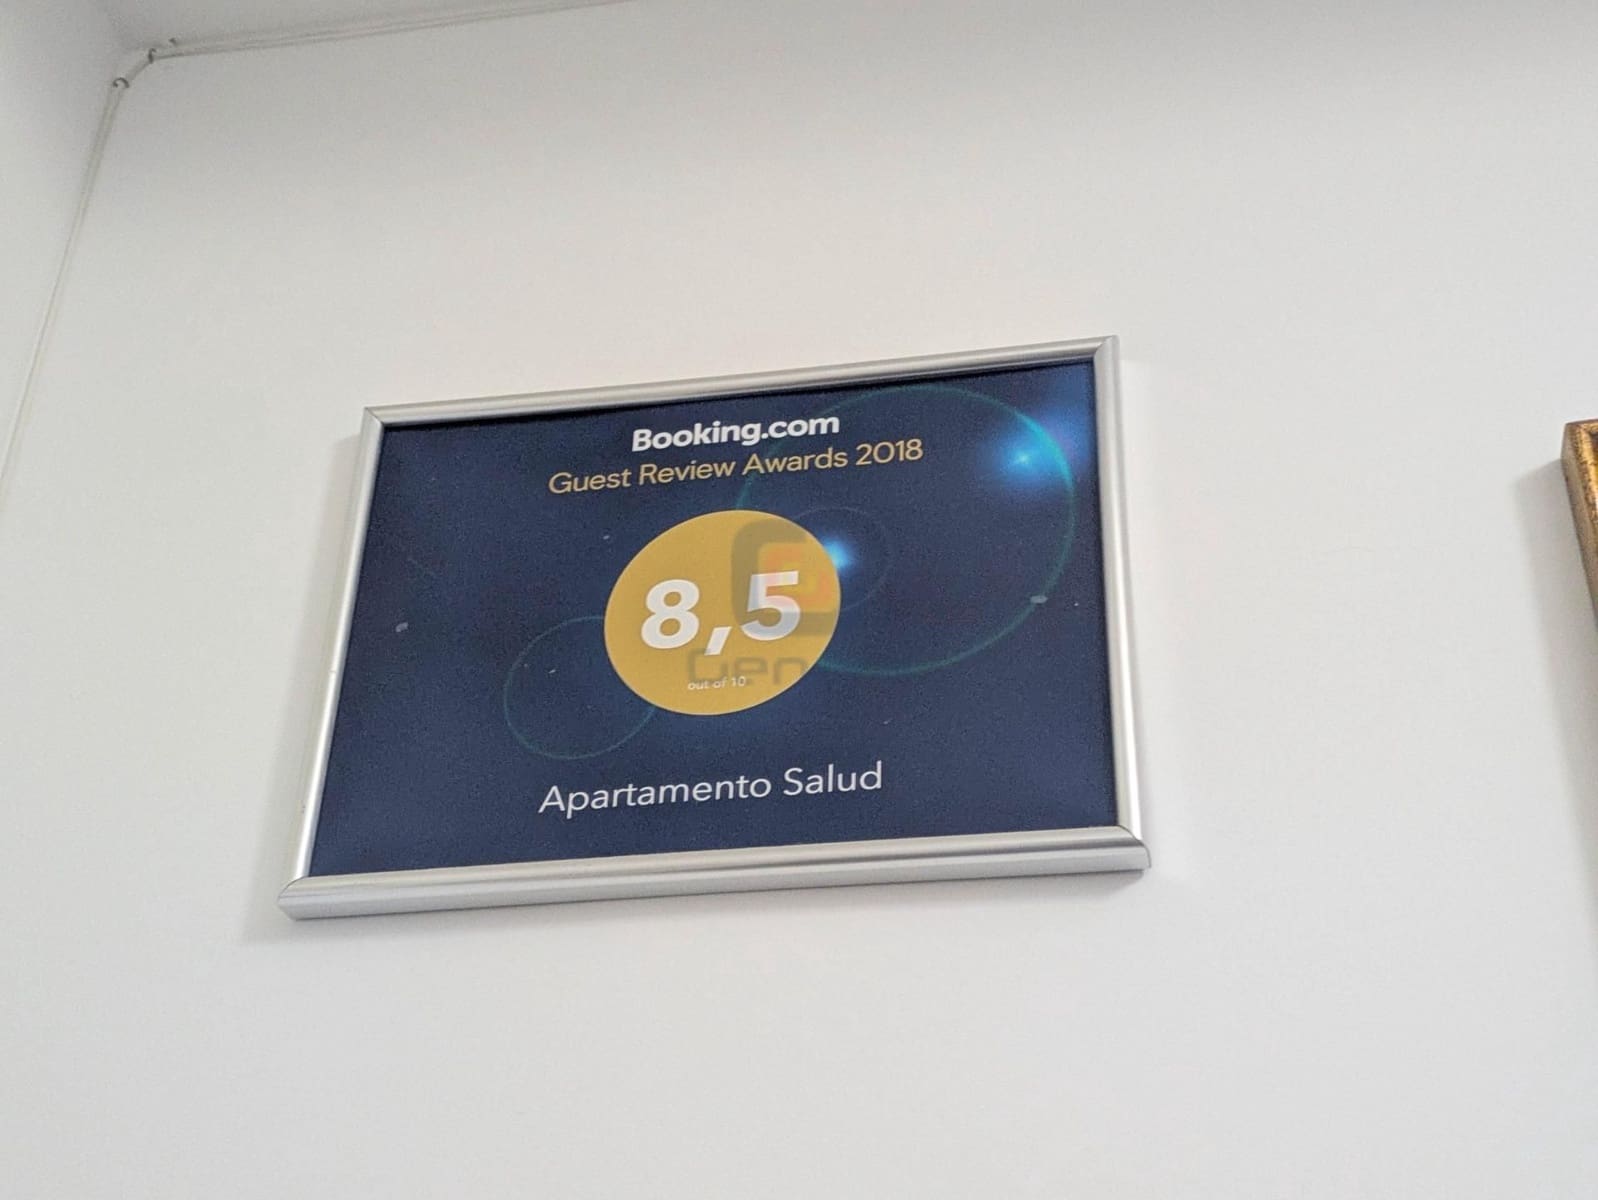 Booking.com
Guest Review Awards 2018
8,5
out of 10
Apartamento Salud